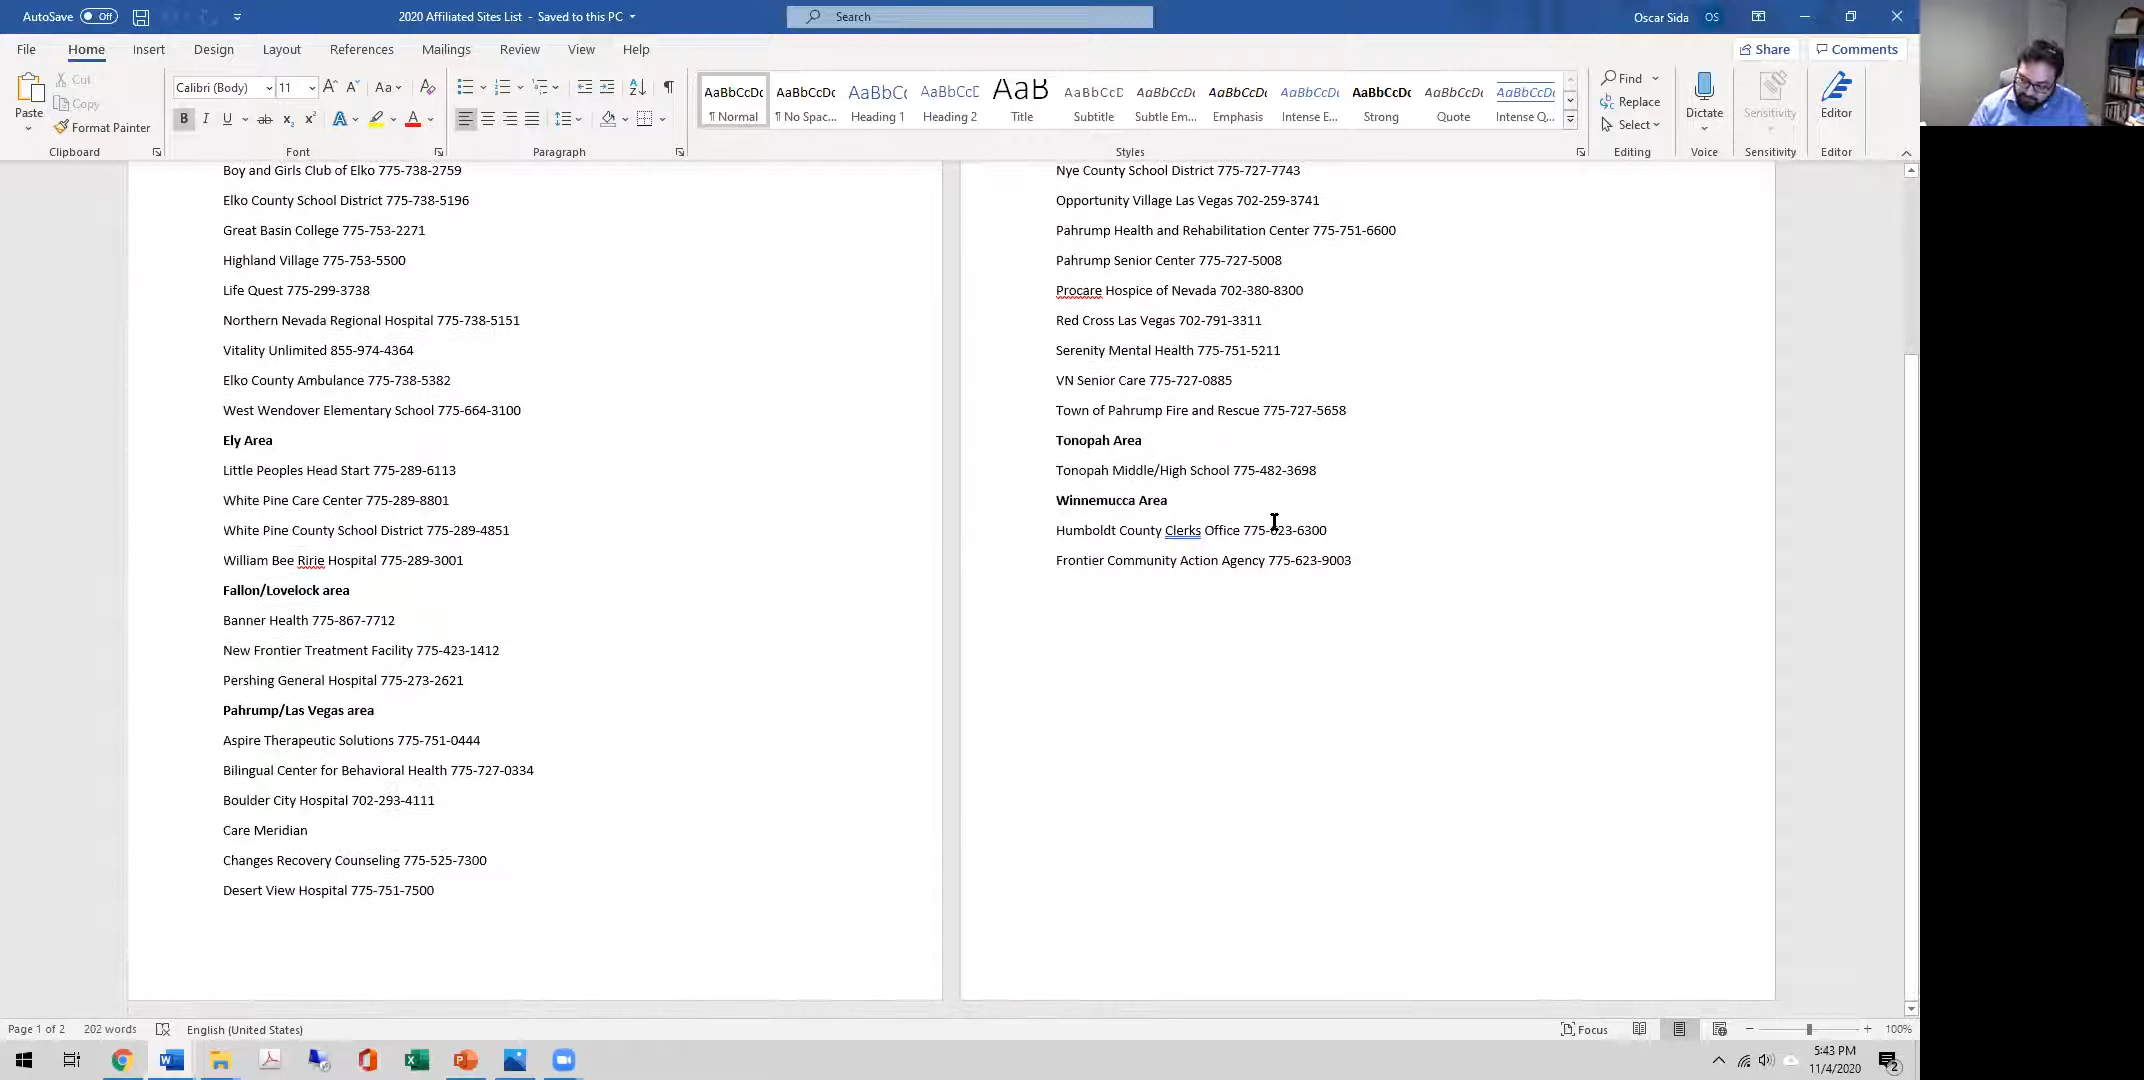 AutoSave Off 2020 Affiliated Sites List - Saved to this PC Search Oscar Sida OS
File Home Insert Design Layout References Mailings Review View Help Share Comments
Paste
Cut
Copy
Format Painter
Clipboard
Calibri (Body) 11
Font
Paragraph
AaBbCcDc AaBbCcDc AaBbCc AaBbCcD AaB AaBbCcD AaBbCcDc AaBbCcDc AaBbCcDc AaBbCcDc AaBbCcDc AaBbCcDc
¶ Normal ¶ No Spac... Heading 1 Heading 2 Title Subtitle Subtle Em... Emphasis Intense E... Strong Quote Intense Q...
Styles
Find
Replace
Select
Editing
Dictate
Voice
Sensitivity
Sensitivity
Editor
Editor
Boy and Girls Club of Elko 775-738-2759
Elko County School District 775-738-5196
Great Basin College 775-753-2271
Highland Village 775-753-5500
Life Quest 775-299-3738
Northern Nevada Regional Hospital 775-738-5151
Vitality Unlimited 855-974-4364
Elko County Ambulance 775-738-5382
West Wendover Elementary School 775-664-3100
Ely Area
Little Peoples Head Start 775-289-6113
White Pine Care Center 775-289-8801
White Pine County School District 775-289-4851
William Bee Ririe Hospital 775-289-3001
Fallon/Lovelock area
Banner Health 775-867-7712
New Frontier Treatment Facility 775-423-1412
Pershing General Hospital 775-273-2621
Pahrump/Las Vegas area
Aspire Therapeutic Solutions 775-751-0444
Bilingual Center for Behavioral Health 775-727-0334
Boulder City Hospital 702-293-4111
Care Meridian
Changes Recovery Counseling 775-525-7300
Desert View Hospital 775-751-7500
Nye County School District 775-727-7743
Opportunity Village Las Vegas 702-259-3741
Pahrump Health and Rehabilitation Center 775-751-6600
Pahrump Senior Center 775-727-5008
Procare Hospice of Nevada 702-380-8300
Red Cross Las Vegas 702-791-3311
Serenity Mental Health 775-751-5211
VN Senior Care 775-727-0885
Town of Pahrump Fire and Rescue 775-727-5658
Tonopah Area
Tonopah Middle/High School 775-482-3698
Winnemucca Area
Humboldt County Clerks Office 775-623-6300
Frontier Community Action Agency 775-623-9003
Page 1 of 2 202 words English (United States) Focus 100%
5:43 PM
11/4/2020
2